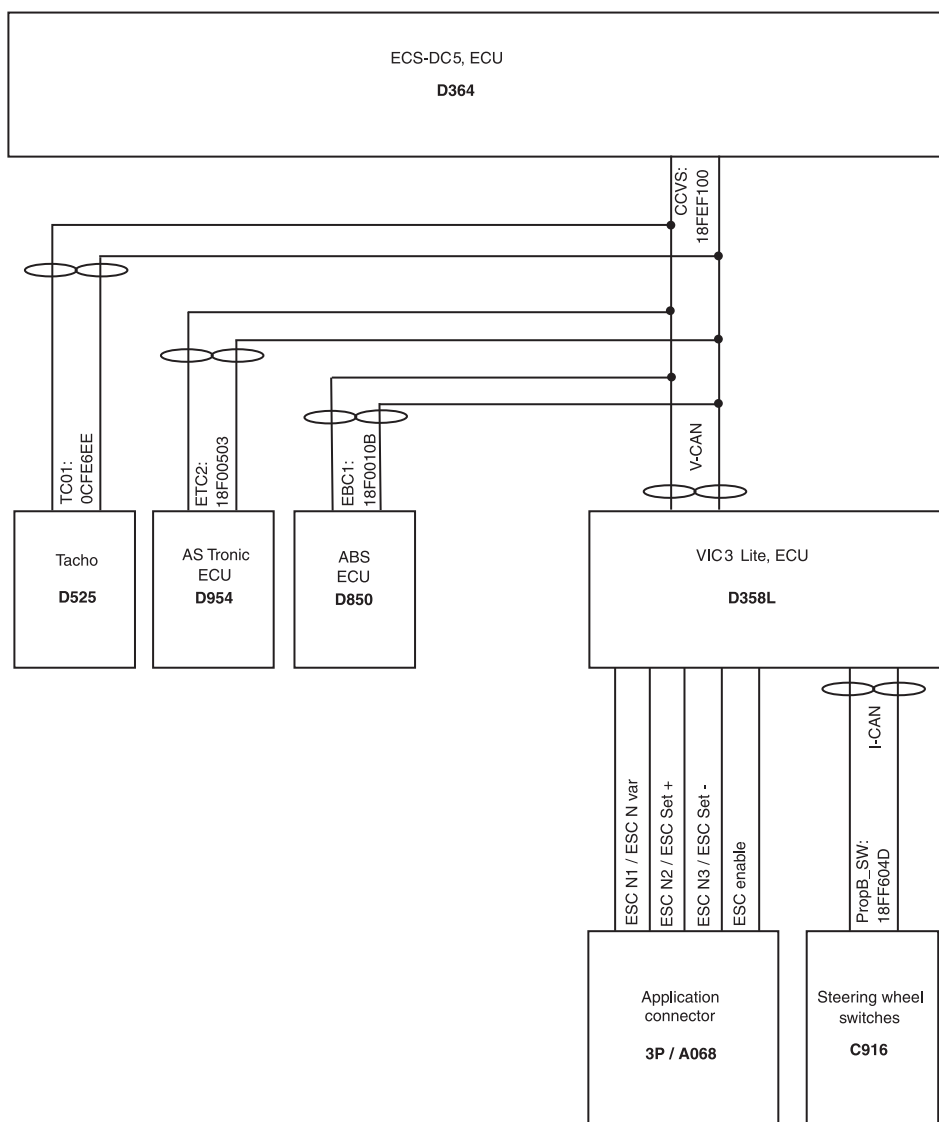 ECS-DC5, ECU
D364
CCVS:
18FEF100
TC01:
0CFE6EE
ETC2:
18F00503
EBC1:
18F0010B
V-CAN
Tacho
D525
AS Tronic
ECU
D954
ABS
ECU
D850
VIC3 Lite, ECU
D358L
ESC N1 / ESC N var
ESC N2 / ESC Set +
ESC N3 / ESC Set -
ESC enable
I-CAN
PropB_SW:
18FF604D
Application
connector
3P / A068
Steering wheel
switches
C916